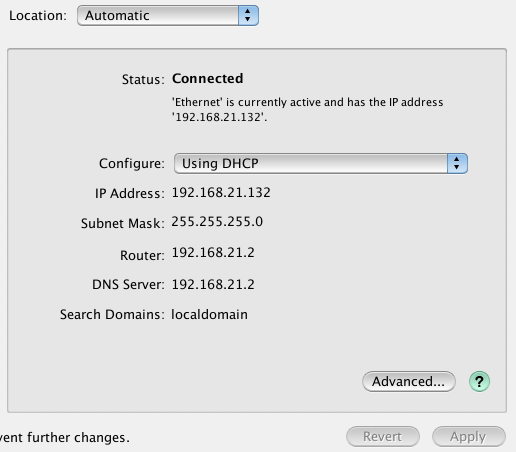 Location: Automatic
Status: Connected
'Ethernet' is currently active and has the IP address
'192.168.21.132'.
Configure: Using DHCP
IP Address: 192.168.21.132
Subnet Mask: 255.255.255.0
Router: 192.168.21.2
DNS Server: 192.168.21.2
Search Domains: localdomain
Advanced... ?
vent further changes. Revert Apply